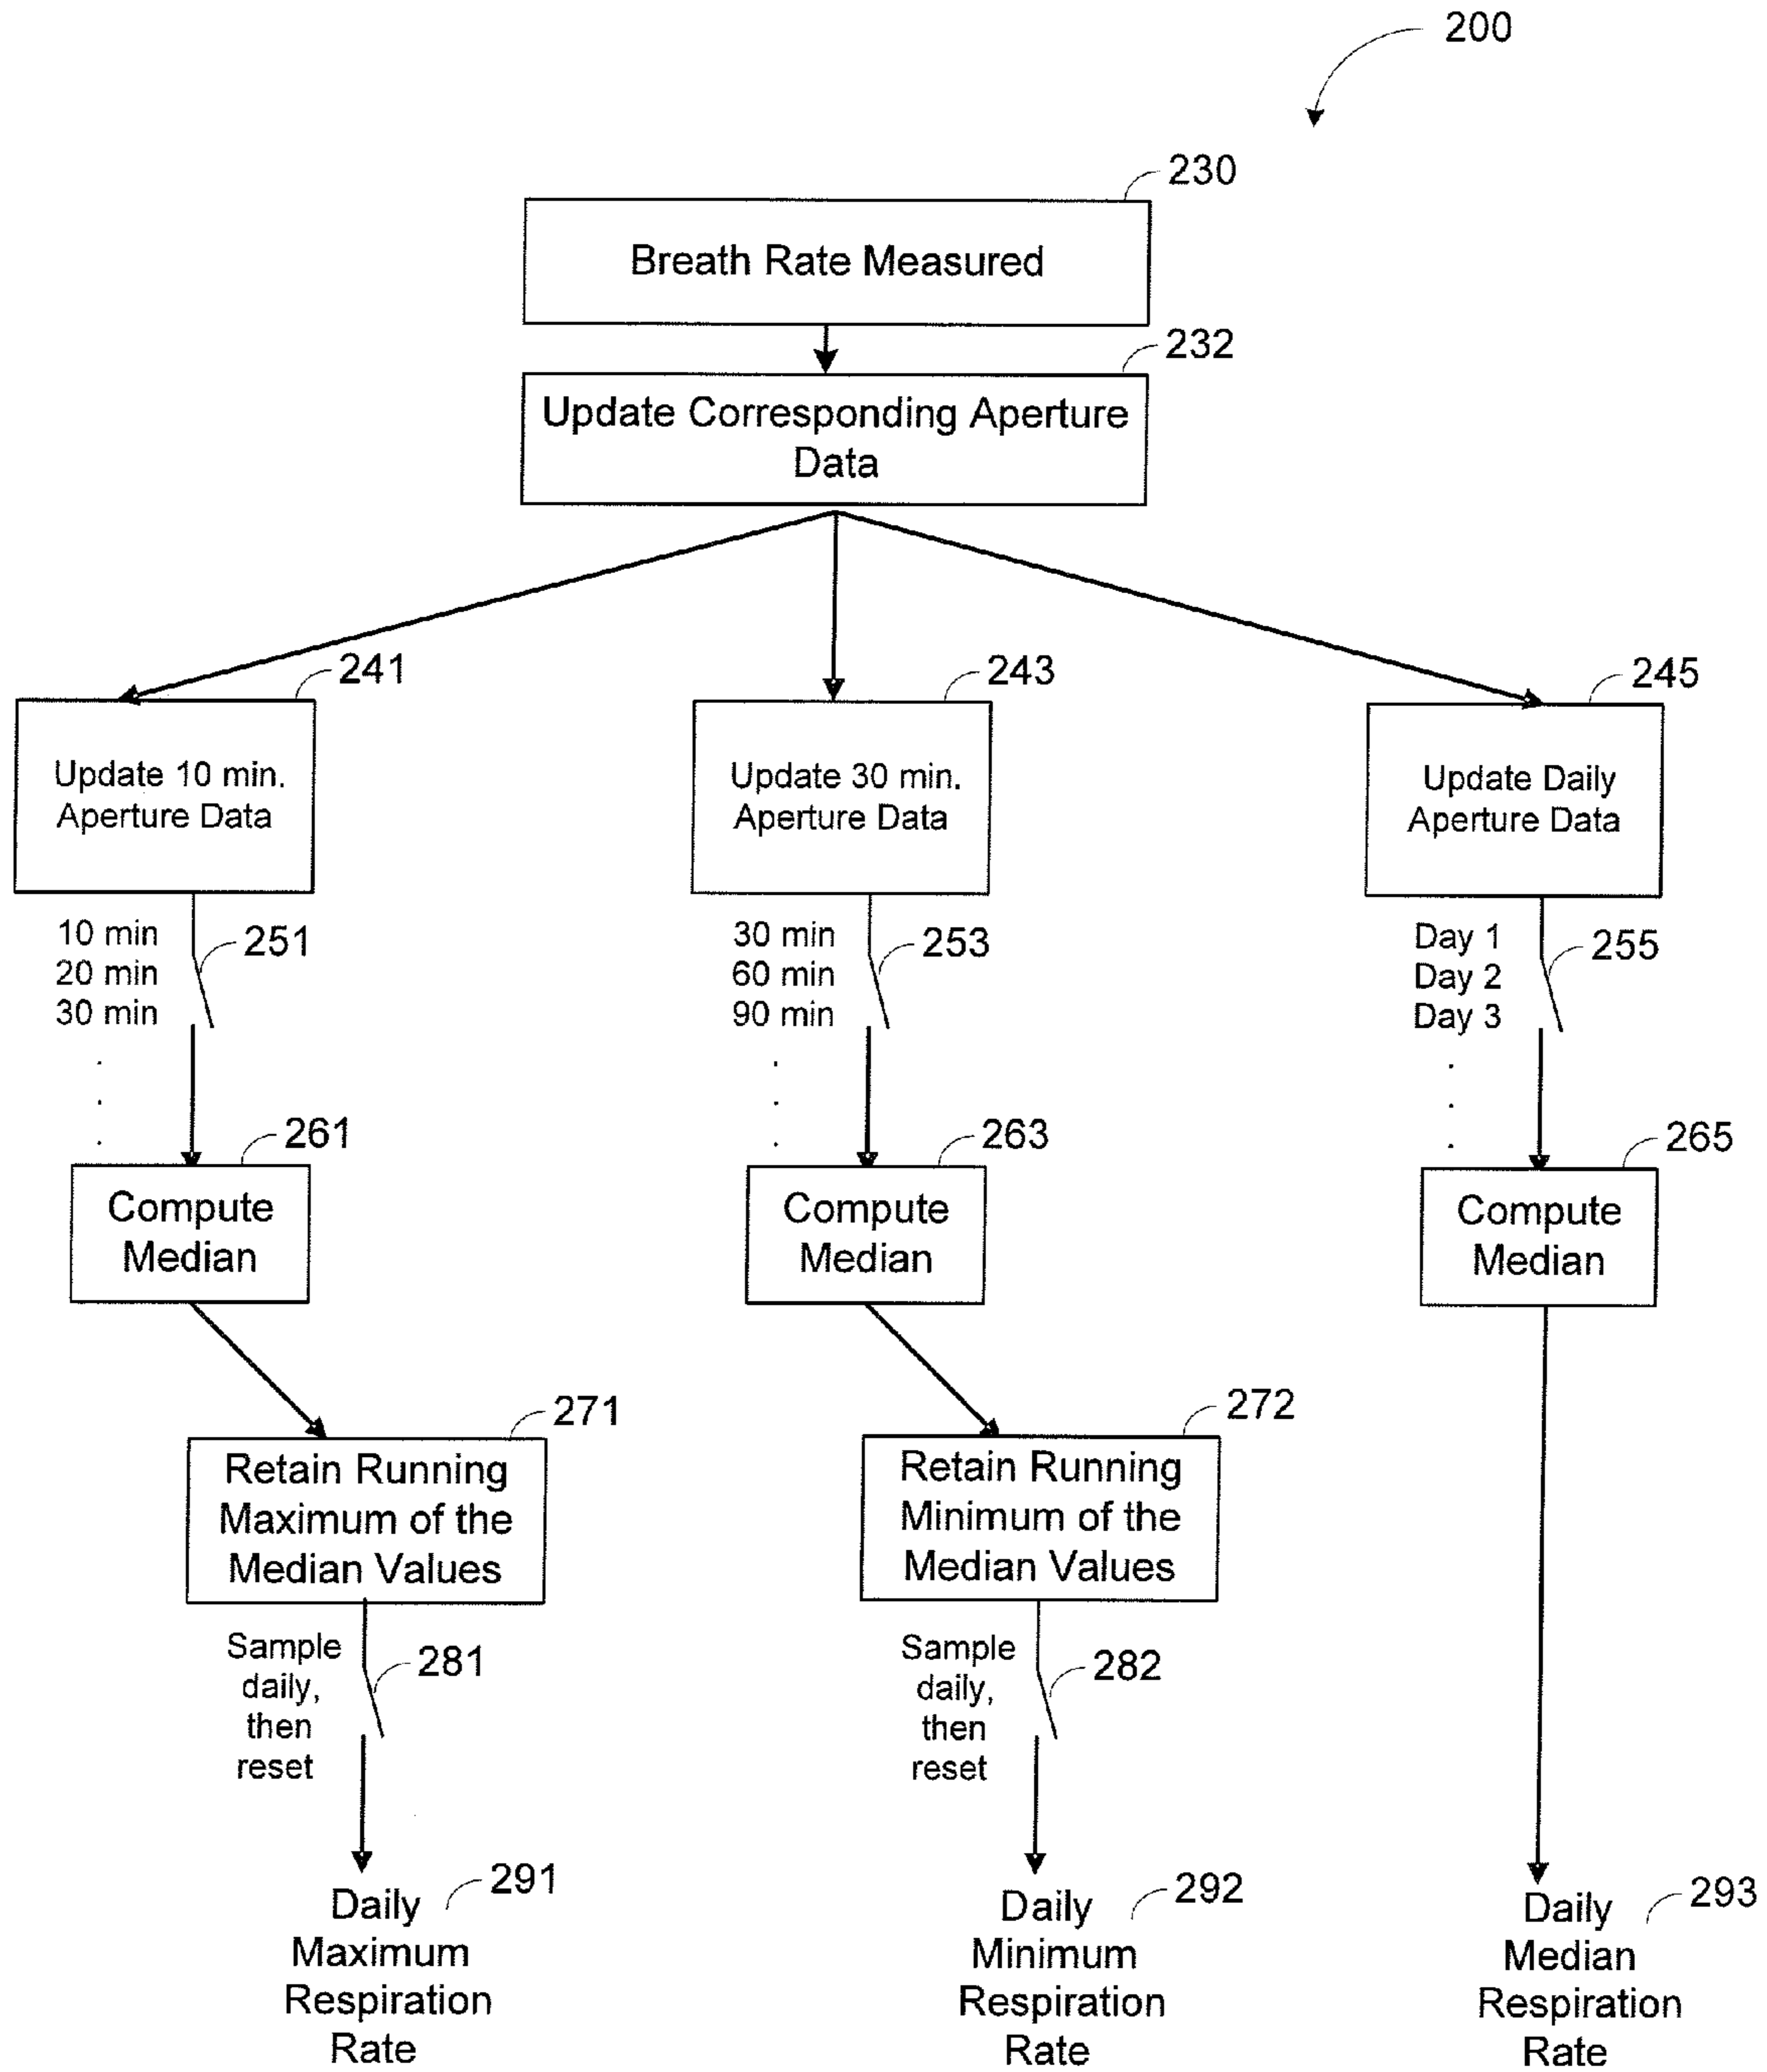 200
230
Breath Rate Measured
232
Update Corresponding Aperture
Data
241
Update 10 min.
Aperture Data
243
Update 30 min.
Aperture Data
245
Update Daily
Aperture Data
10 min
20 min
30 min
.
.
.
251
30 min
60 min
90 min
.
.
.
253
Day 1
Day 2
Day 3
.
.
.
255
261
Compute
Median
263
Compute
Median
265
Compute
Median
271
Retain Running
Maximum of the
Median Values
272
Retain Running
Minimum of the
Median Values
Sample
daily,
then
reset
281
Sample
daily,
then
reset
282
291
Daily
Maximum
Respiration
Rate
292
Daily
Minimum
Respiration
Rate
293
Daily
Median
Respiration
Rate